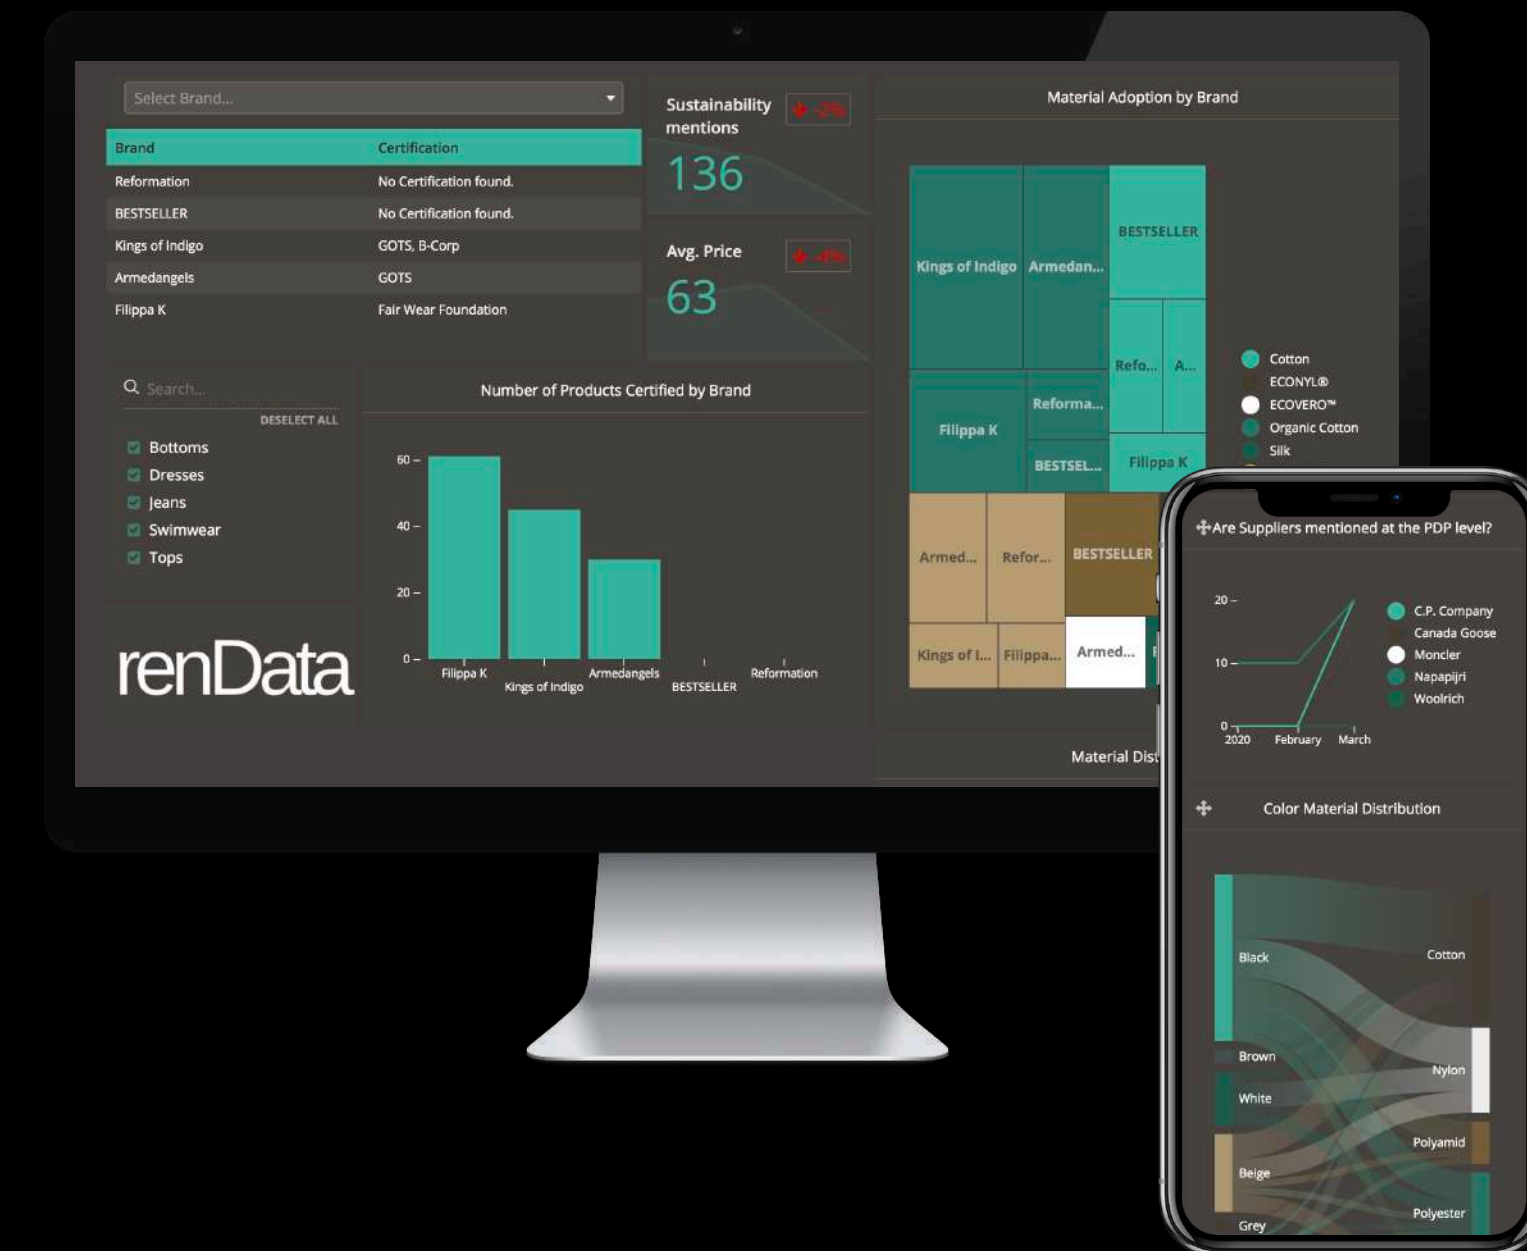 Select Brand...
Brand Certification
Reformation No Certification found.
BESTSELLER No Certification found.
Kings of Indigo GOTS, B-Corp
Armedangels GOTS
Filippa K Fair Wear Foundation
Sustainability
mentions
-2%
136
Avg. Price
-4%
63
Search...
DESELECT ALL
Bottoms
Dresses
Jeans
Swimwear
Tops
renData
Number of Products Certified by Brand
60
40
20
0
Filippa K
Kings of Indigo
Armedangels
BESTSELLER
Reformation
Material Adoption by Brand
Kings of Indigo
Armedan...
BESTSELLER
Refo...
A...
Filippa K
Reforma...
BESTSEL...
Filippa K
Armed...
Refor...
BESTSELLER
Kings of I...
Filippa...
Armed...
Cotton
ECONYL®
ECOVERO™
Organic Cotton
Silk
Material Dist
Are Suppliers mentioned at the PDP level?
20
10
0
2020 February March
C.P. Company
Canada Goose
Moncler
Napapijri
Woolrich
Color Material Distribution
Black
Brown
White
Beige
Grey
Cotton
Nylon
Polyamid
Polyester